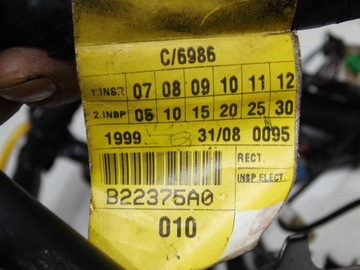 C/6986
1.INSP 07 08 09 10 11 12
2.INSP 05 10 15 20 25 30
1999 31/08 0095
RECT.
INSP.ELECT.
B22375A0
010